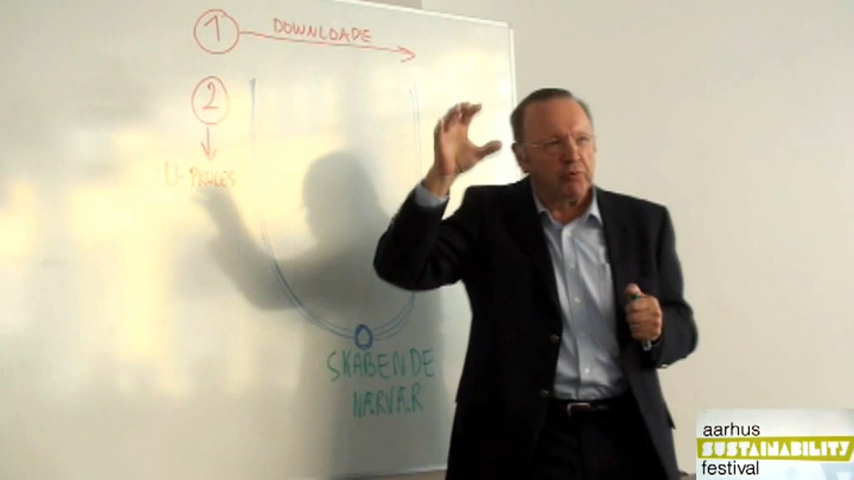 1 DOWNLOADE
2
U-PROCES
SKABENDE
NÆRVÆR
aarhus
SUSTAINABILITY
festival